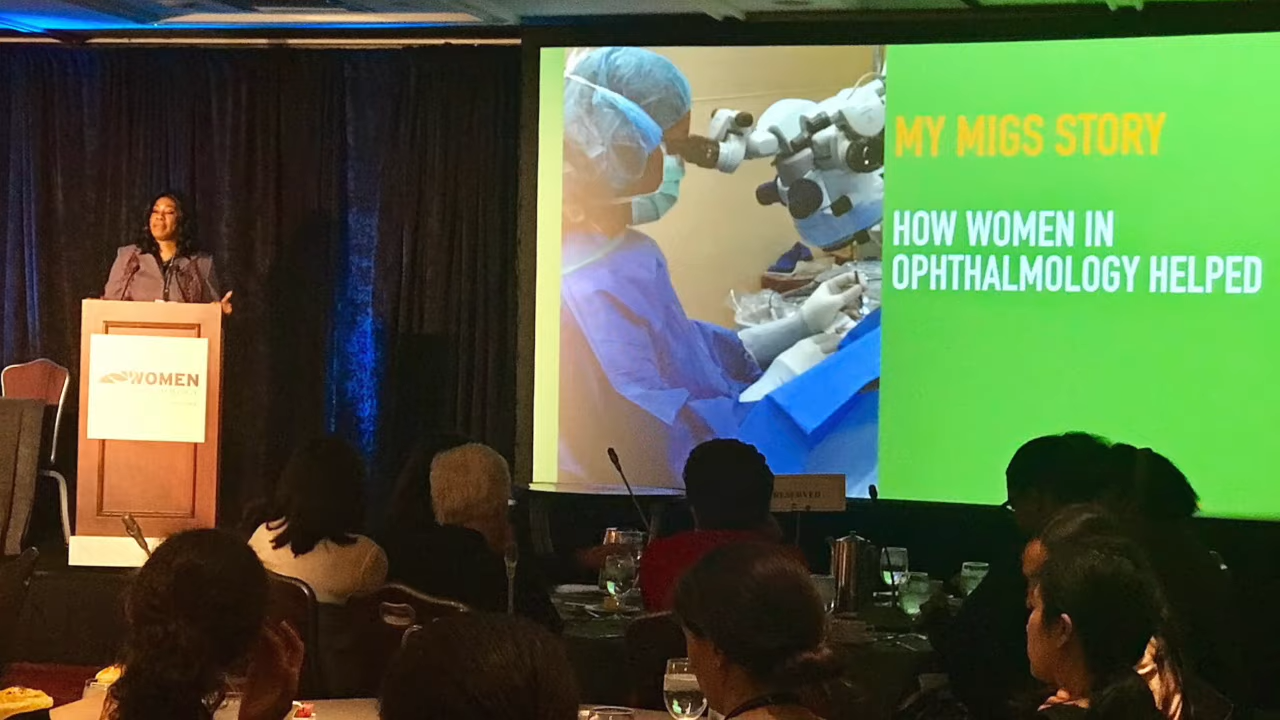 WOMEN
MY MIGS STORY
HOW WOMEN IN
OPHTHALMOLOGY HELPED
RESERVED